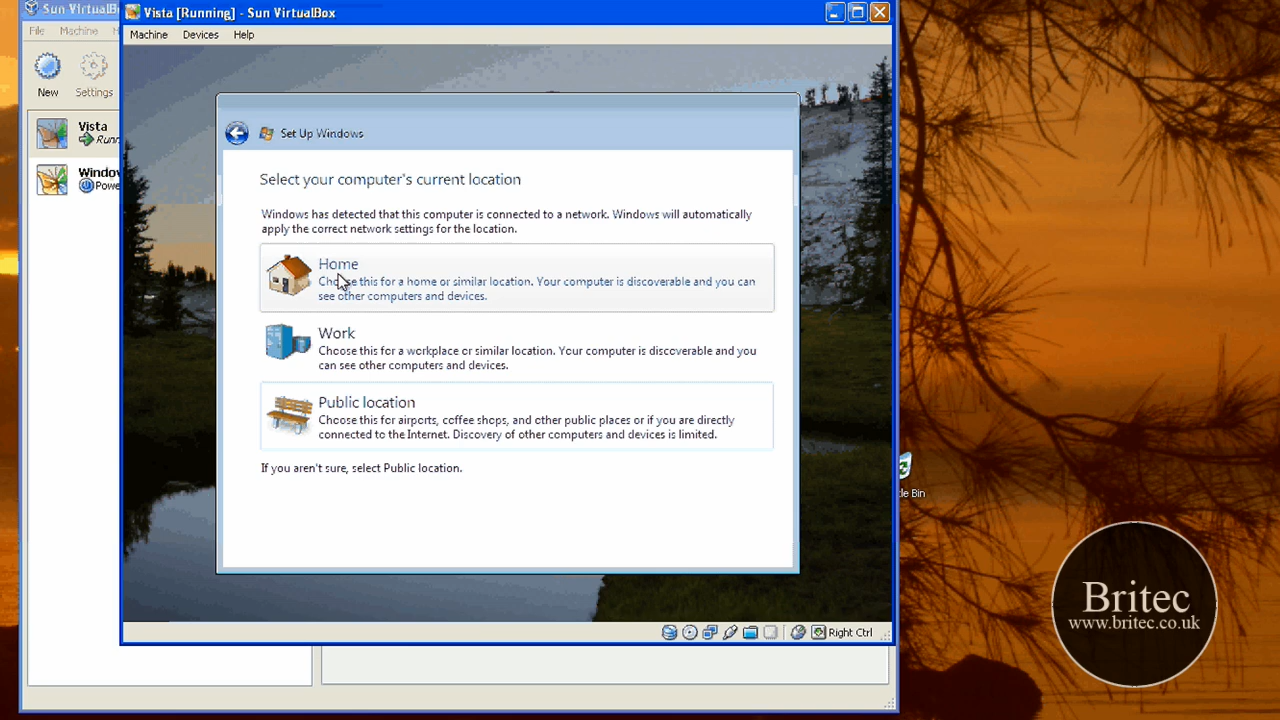 Sun VirtualB
File Machine H
New Settings
Vista
Runn
Windo
Powe
Vista [Running] - Sun VirtualBox
Machine Devices Help
Set Up Windows
Select your computer's current location
Windows has detected that this computer is connected to a network. Windows will automatically
apply the correct network settings for the location.
Home
Choose this for a home or similar location. Your computer is discoverable and you can
see other computers and devices.
Work
Choose this for a workplace or similar location. Your computer is discoverable and you
can see other computers and devices.
Public location
Choose this for airports, coffee shops, and other public places or if you are directly
connected to the Internet. Discovery of other computers and devices is limited.
If you aren't sure, select Public location.
Right Ctrl
cle Bin
Britec
www.britec.co.uk